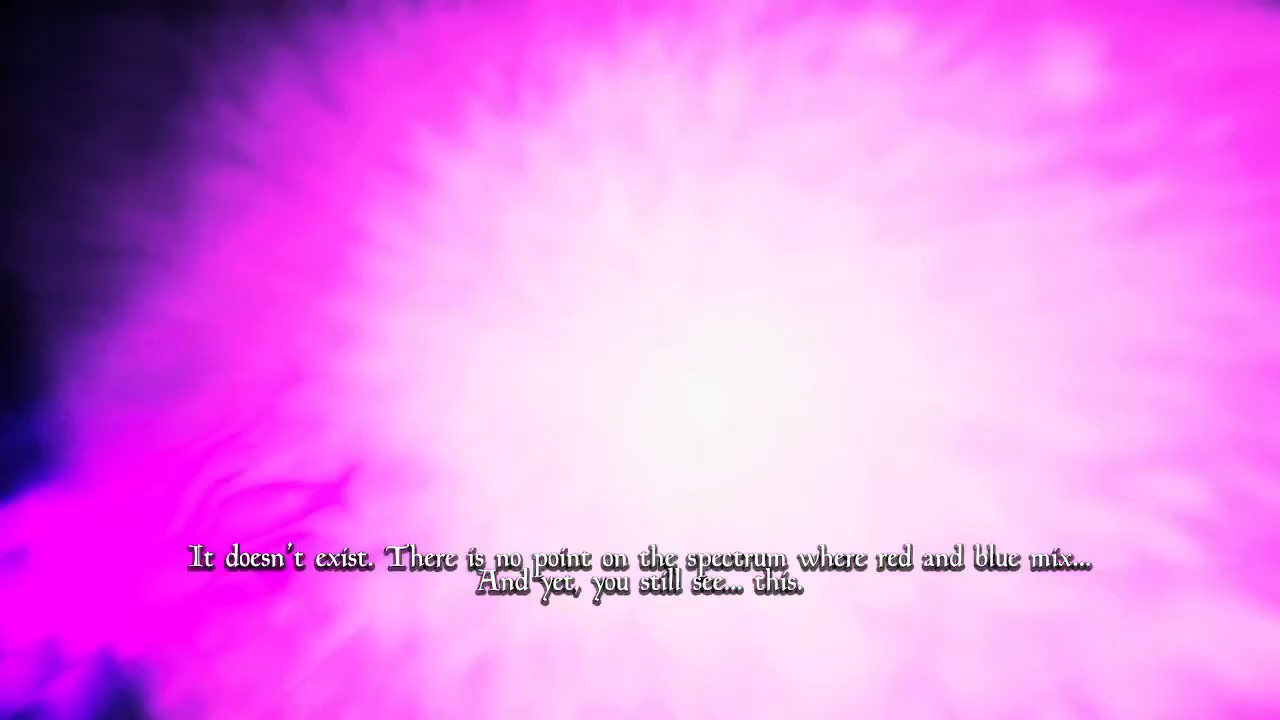 It doesn't exist. There is no point on the spectrum where red and blue mix...
And yet, you still see... this.